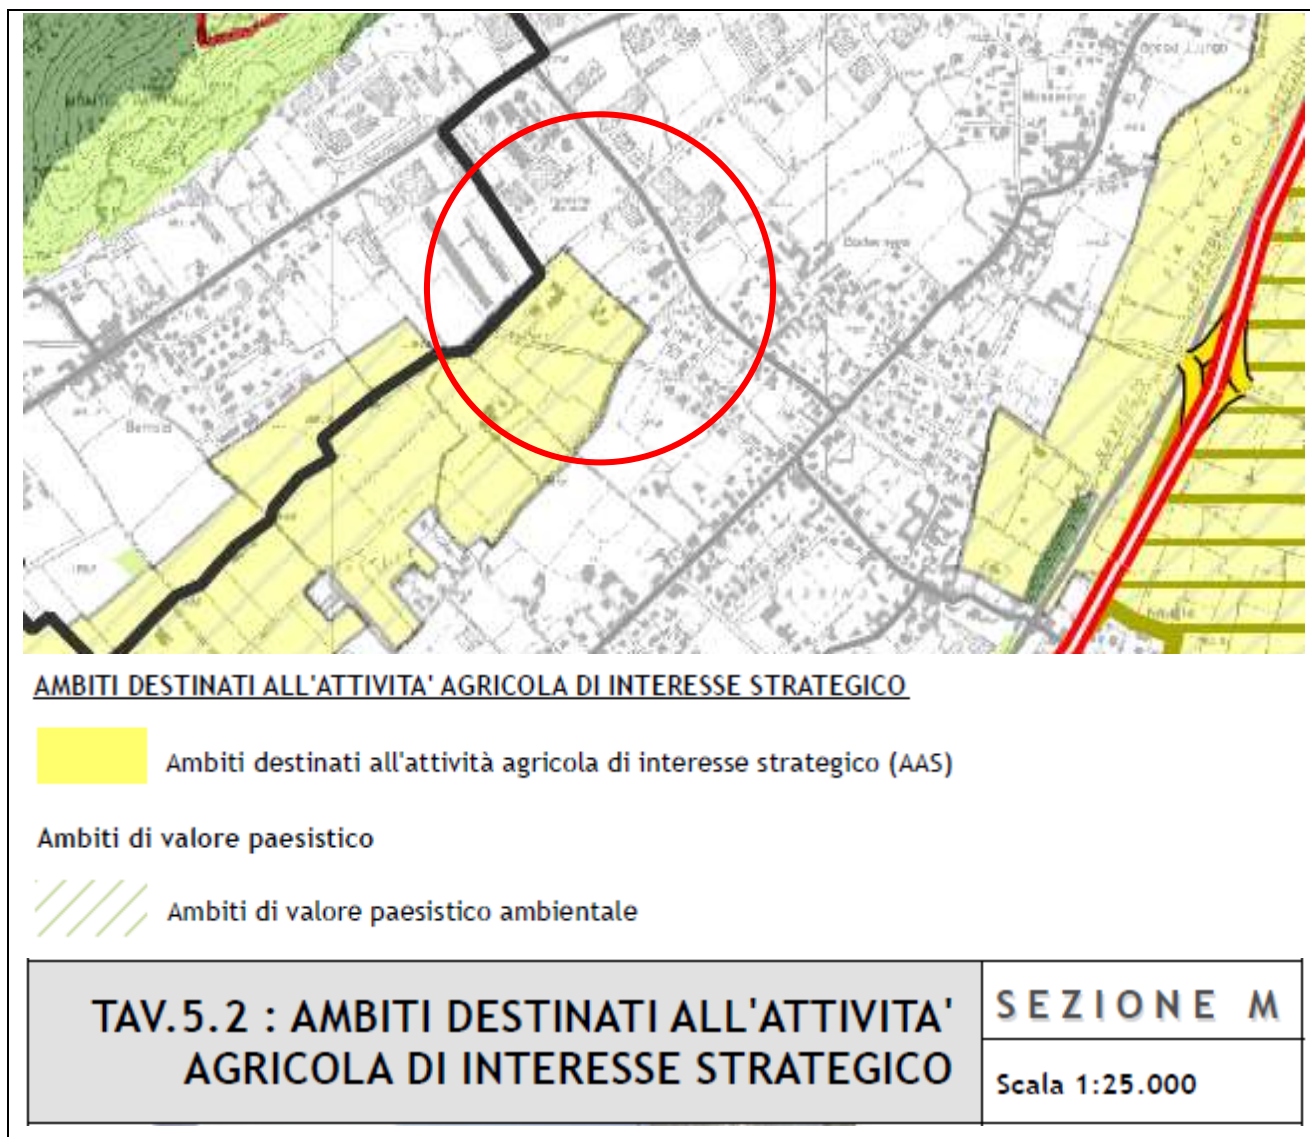 AMBITI DESTINATI ALL'ATTIVITA' AGRICOLA DI INTERESSE STRATEGICO
Ambiti destinati all'attività agricola di interesse strategico (AAS)
Ambiti di valore paesistico
Ambiti di valore paesistico ambientale
TAV.5.2 : AMBITI DESTINATI ALL'ATTIVITA'
AGRICOLA DI INTERESSE STRATEGICO
SEZIONE M
Scala 1:25.000